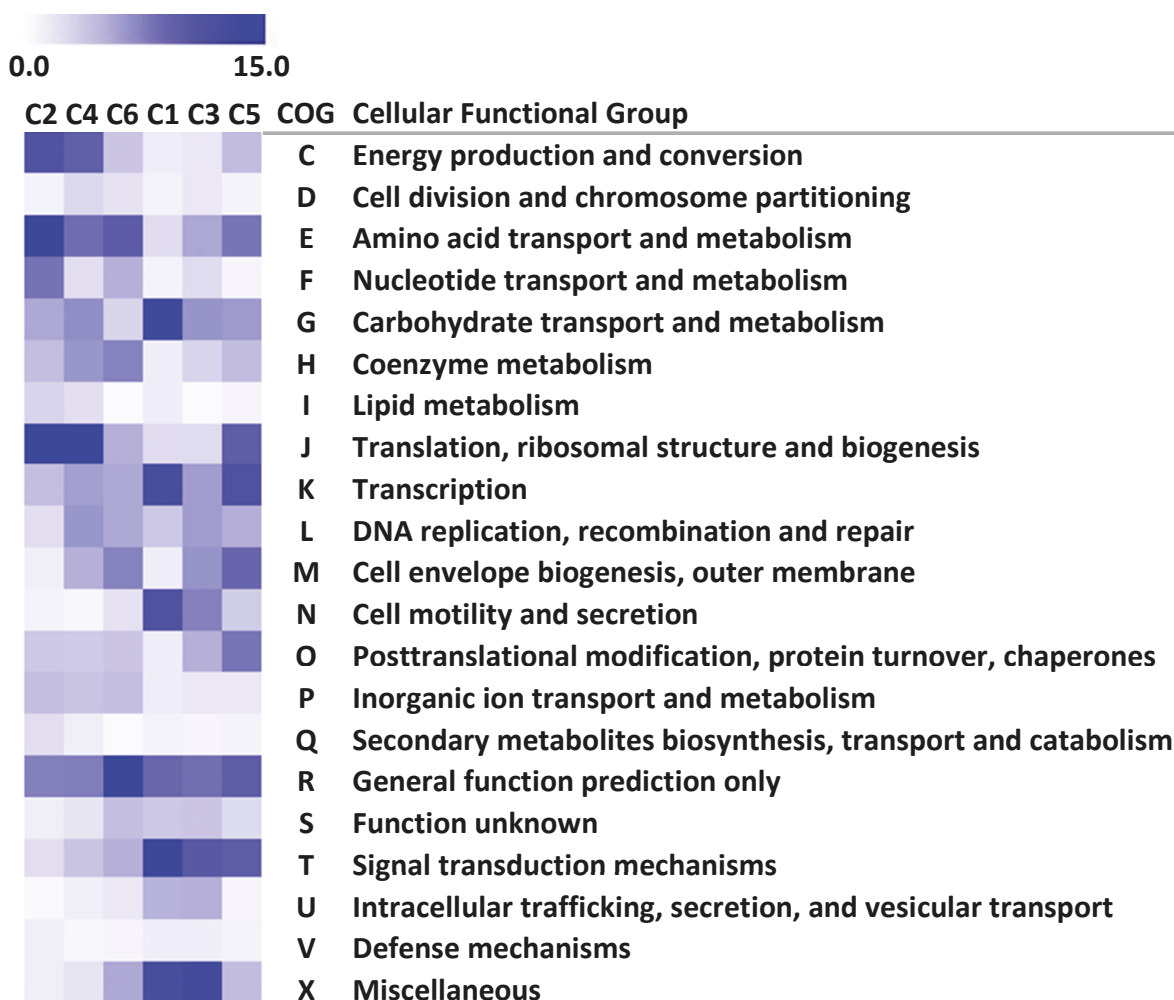 0.0 15.0
C2 C4 C6 C1 C3 C5 COG Cellular Functional Group
C Energy production and conversion
D Cell division and chromosome partitioning
E Amino acid transport and metabolism
F Nucleotide transport and metabolism
G Carbohydrate transport and metabolism
H Coenzyme metabolism
I Lipid metabolism
J Translation, ribosomal structure and biogenesis
K Transcription
L DNA replication, recombination and repair
M Cell envelope biogenesis, outer membrane
N Cell motility and secretion
O Posttranslational modification, protein turnover, chaperones
P Inorganic ion transport and metabolism
Q Secondary metabolites biosynthesis, transport and catabolism
R General function prediction only
S Function unknown
T Signal transduction mechanisms
U Intracellular trafficking, secretion, and vesicular transport
V Defense mechanisms
X Miscellaneous